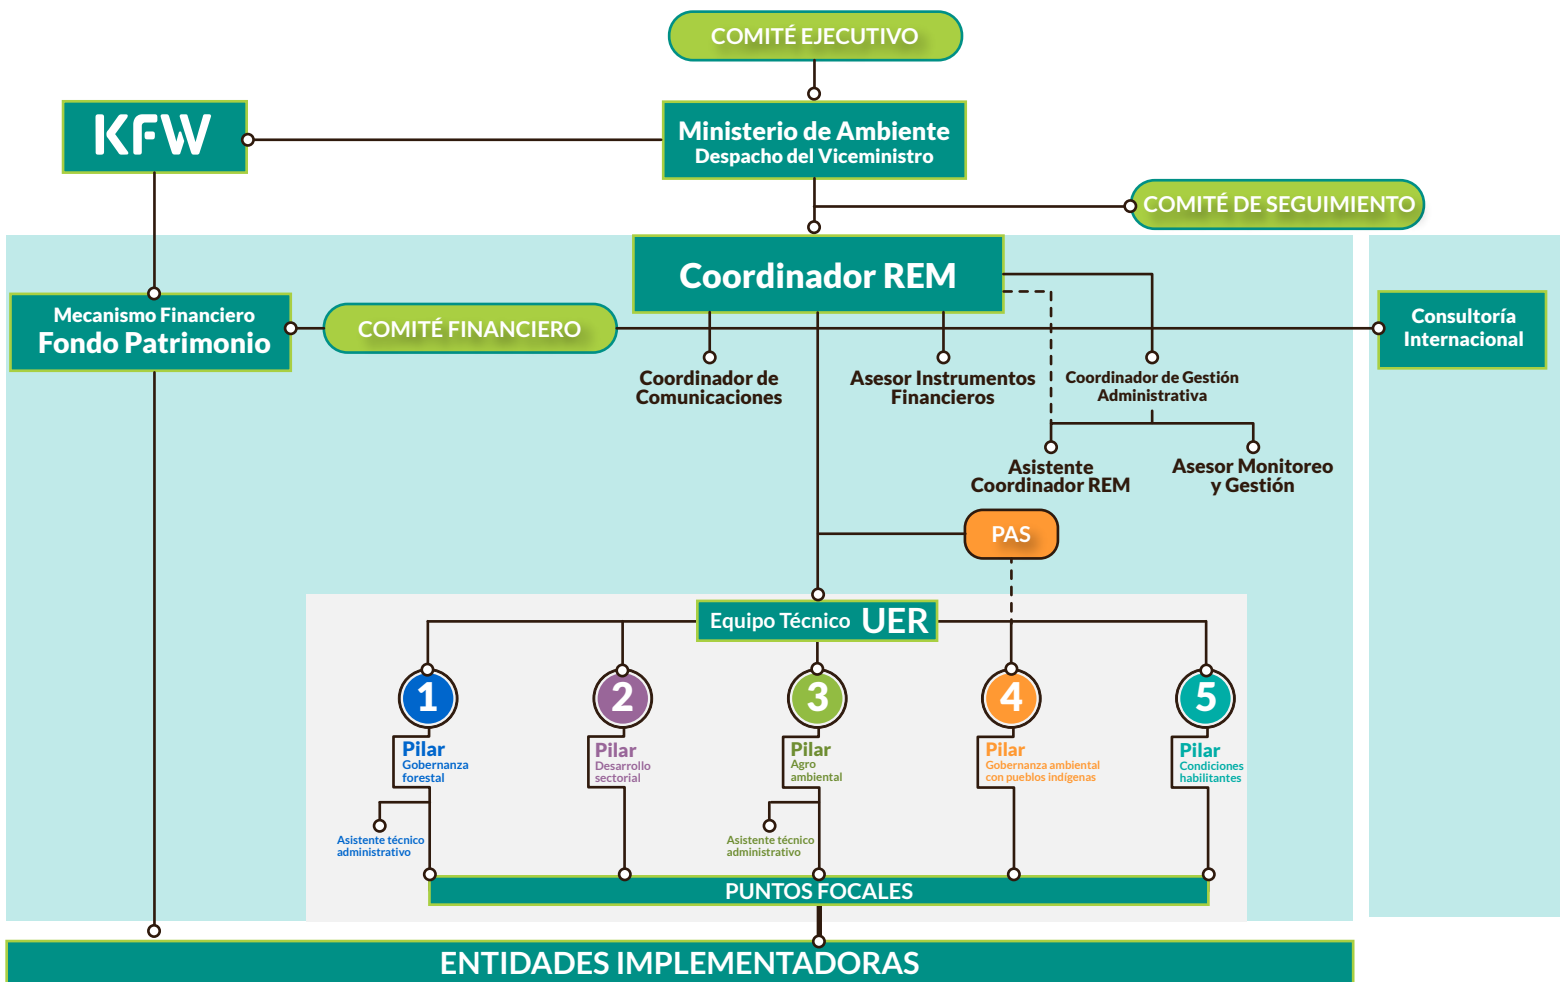 COMITÉ EJECUTIVO
KFW
Ministerio de Ambiente
Despacho del Viceministro
COMITÉ DE SEGUIMIENTO
Coordinador REM
Mecanismo Financiero
Fondo Patrimonio
COMITÉ FINANCIERO
Consultoría
Internacional
Coordinador de
Comunicaciones
Asesor Instrumentos
Financieros
Coordinador de Gestión
Administrativa
Asistente
Coordinador REM
Asesor Monitoreo
y Gestión
PAS
Equipo Técnico UER
1
2
3
4
5
Pilar
Gobernanza
forestal
Pilar
Desarrollo
sectorial
Pilar
Agro
ambiental
Pilar
Gobernanza ambiental
con pueblos indígenas
Pilar
Condiciones
habilitantes
Asistente técnico
administrativo
Asistente técnico
administrativo
PUNTOS FOCALES
ENTIDADES IMPLEMENTADORAS